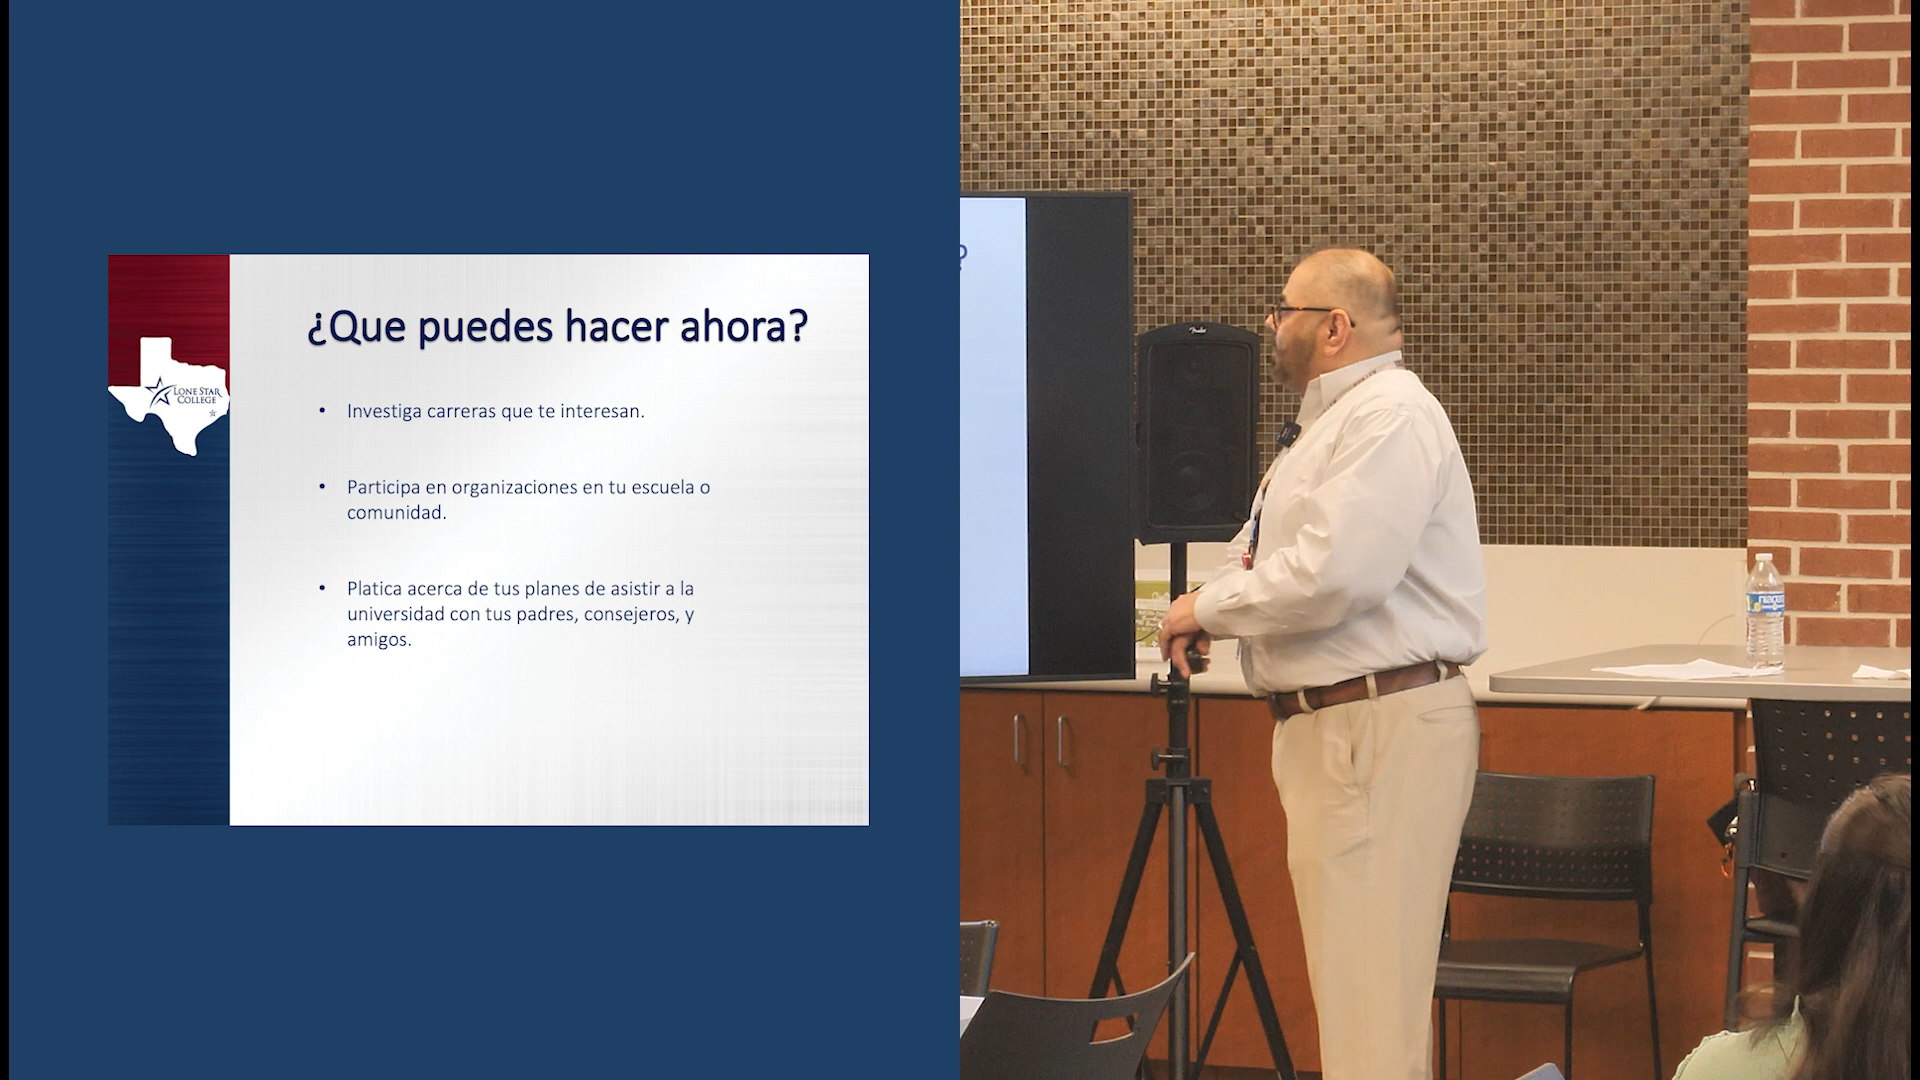 ¿Que puedes hacer ahora?
• Investiga carreras que te interesan.
• Participa en organizaciones en tu escuela o
comunidad.
• Platica acerca de tus planes de asistir a la
universidad con tus padres, consejeros, y
amigos.
LONE STAR
COLLEGE
?
Fender